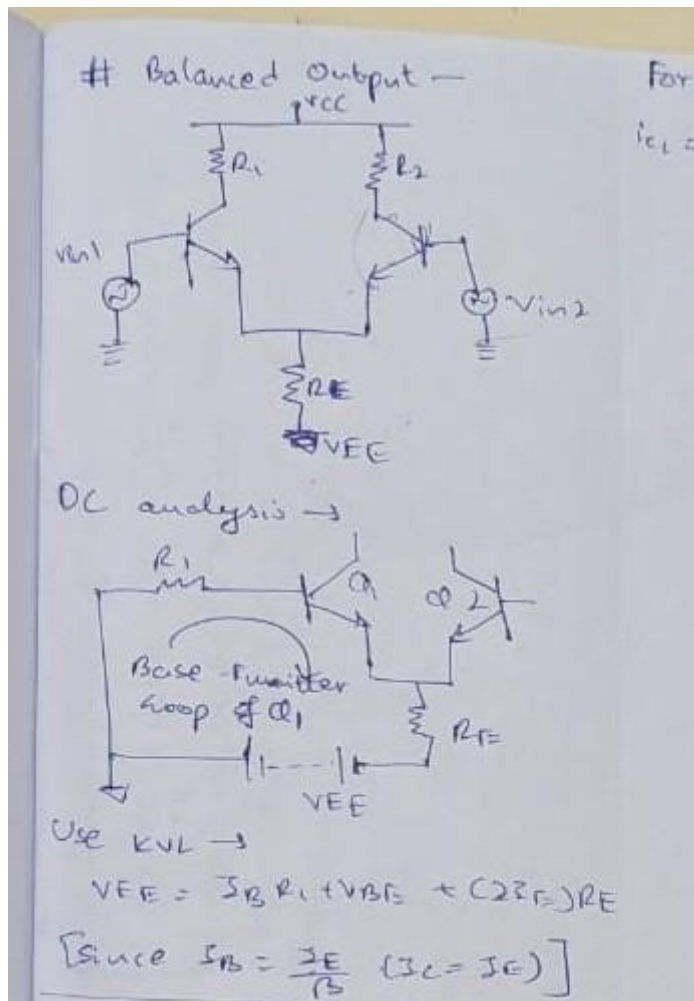 # Balanced Output —
For
VCC
ic1 =
R1
R2
Vin1
Vin2
RE
VEE
DC analysis →
R1
Q1
Q2
Base Emitter
Loop of Q1
RE
VEE
Use KVL →
VEE = IB R1 + VBE + (2IE)RE
[since IB = IE/β (IC = IE)]